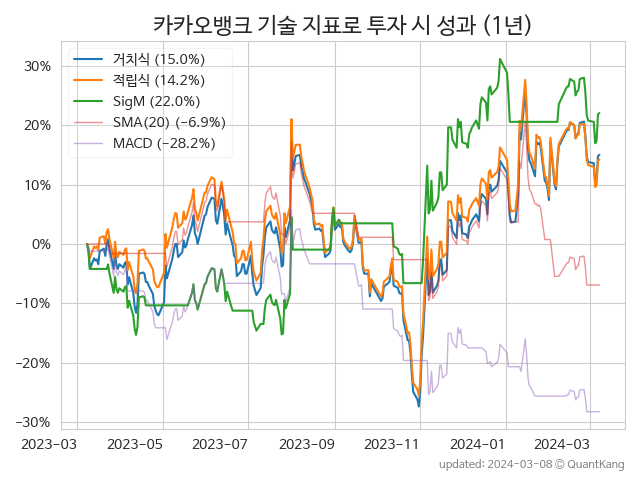 카카오뱅크 기술 지표로 투자 시 성과 (1년)
거치식 (15.0%)
적립식 (14.2%)
SigM (22.0%)
SMA(20) (−6.9%)
MACD (−28.2%)
30%
20%
10%
0%
−10%
−20%
−30%
2023−03 2023−05 2023−07 2023−09 2023−11 2024−01 2024−03
updated: 2024−03−08 © QuantKang